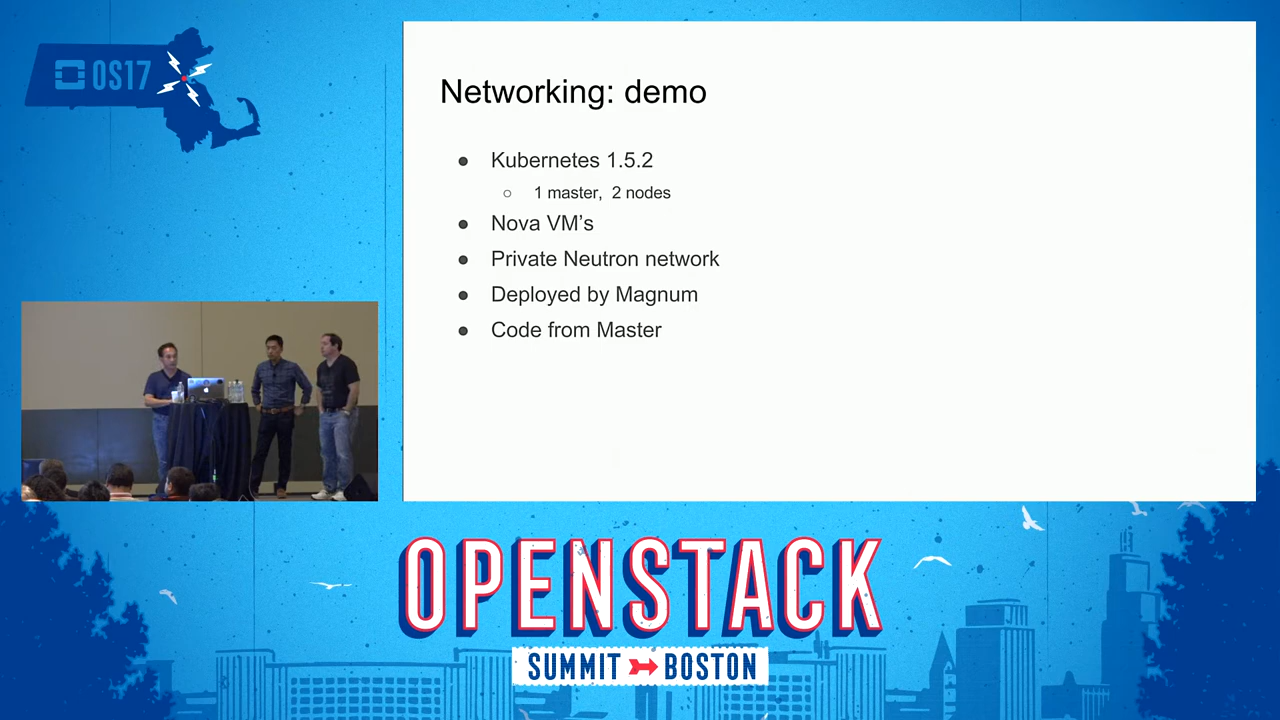 OS17
Networking: demo
Kubernetes 1.5.2
1 master, 2 nodes
Nova VM's
Private Neutron network
Deployed by Magnum
Code from Master
OPENSTACK
SUMMIT BOSTON